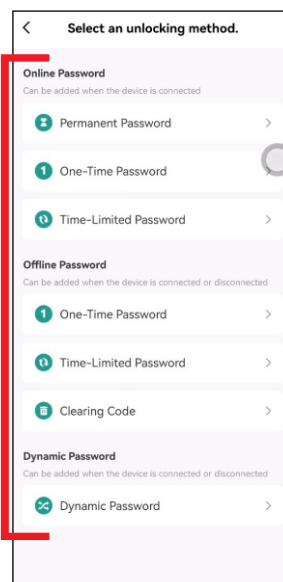 Select an unlocking method.
Online Password
Can be added when the device is connected
Permanent Password
1 One-Time Password
Time-Limited Password
Offline Password
Can be added when the device is connected or disconnected
1 One-Time Password
Time-Limited Password
Clearing Code
Dynamic Password
Can be added when the device is connected or disconnected
Dynamic Password